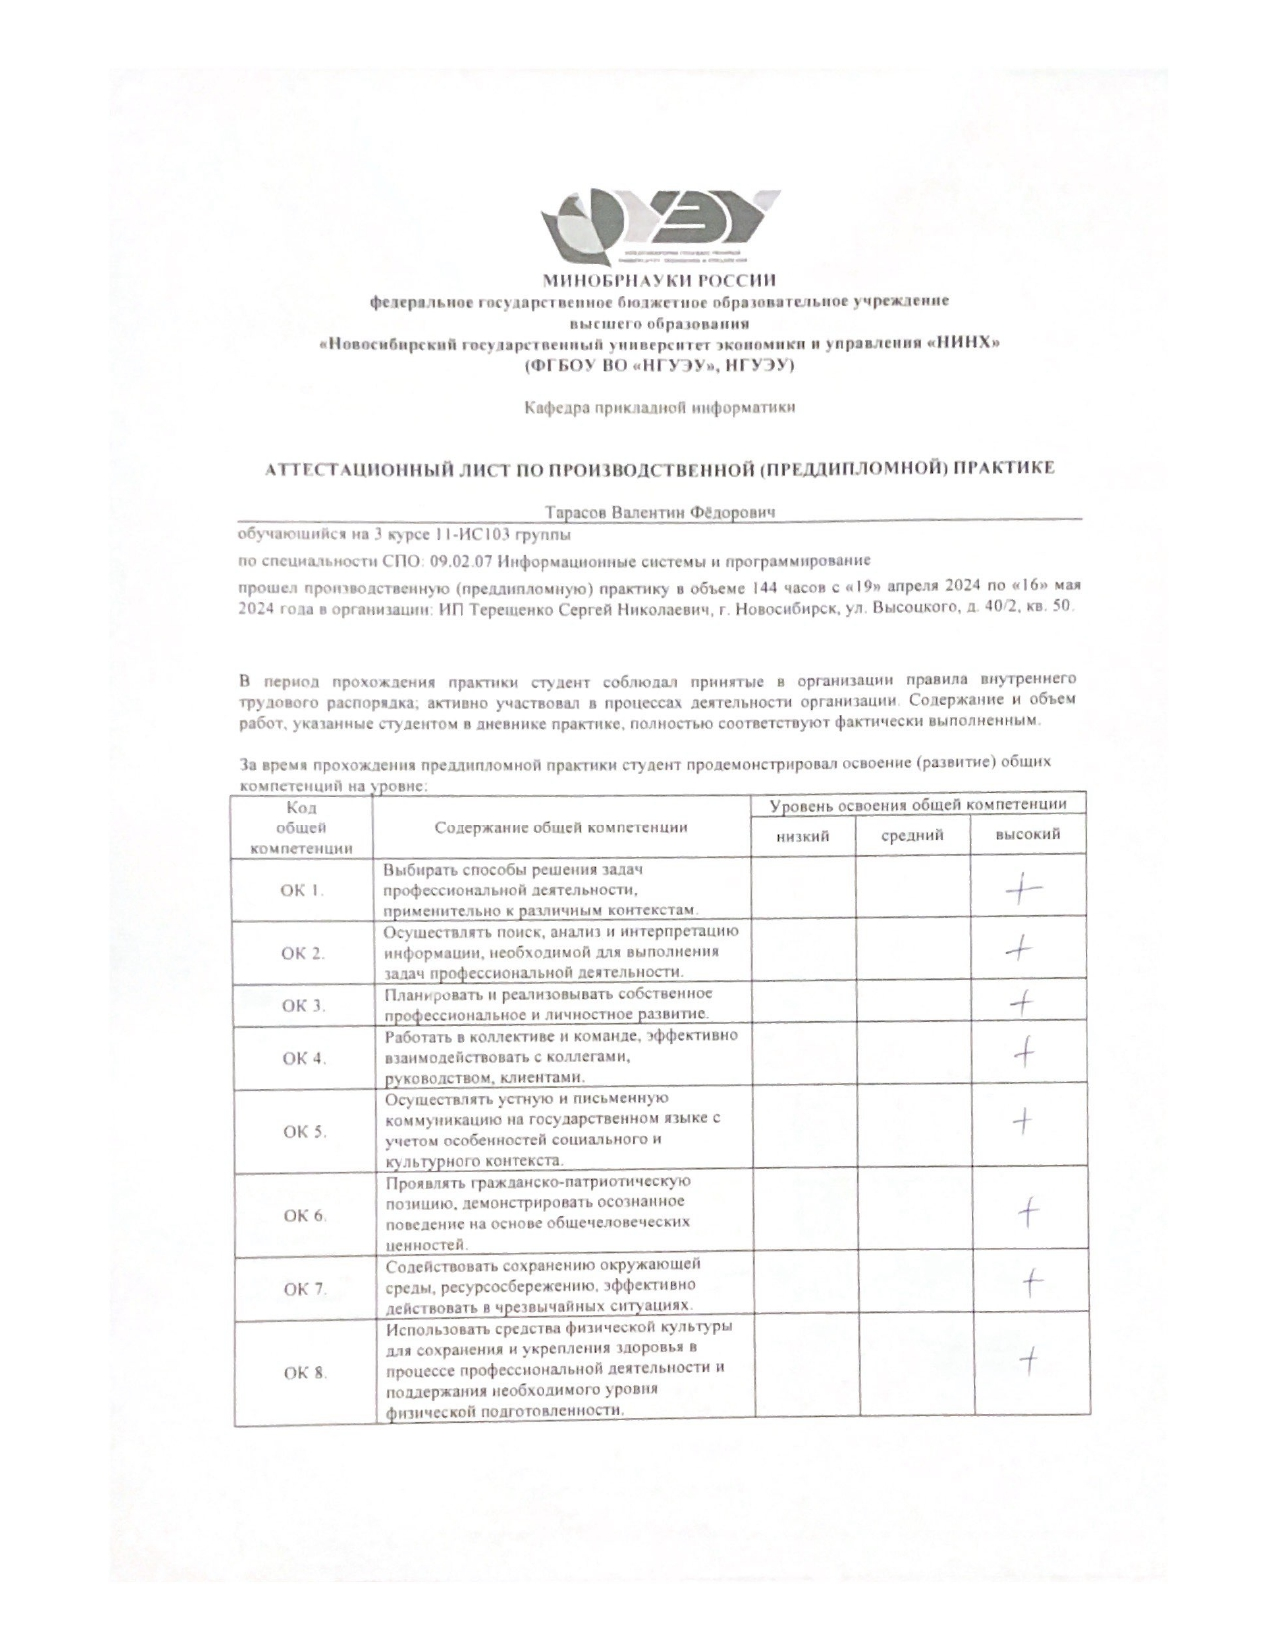 МИНОБРНАУКИ РОССИИ
федеральное государственное бюджетное образовательное учреждение
высшего образования
«Новосибирский государственный университет экономики и управления «НИНХ»
(ФГБОУ ВО «НГУЭУ», НГУЭУ)
Кафедра прикладной информатики
АТТЕСТАЦИОННЫЙ ЛИСТ ПО ПРОИЗВОДСТВЕННОЙ (ПРЕДДИПЛОМНОЙ) ПРАКТИКЕ
Тарасов Валентин Фёдорович
обучающийся на 3 курсе 11-ИС103 группы
по специальности СПО: 09.02.07 Информационные системы и программирование
прошел производственную (преддипломную) практику в объеме 144 часов с «19» апреля 2024 по «16» мая
2024 года в организации: ИП Терещенко Сергей Николаевич, г. Новосибирск, ул. Высоцкого, д. 40/2, кв. 50.
В период прохождения практики студент соблюдал принятые в организации правила внутреннего
трудового распорядка; активно участвовал в процессах деятельности организации. Содержание и объем
работ, указанные студентом в дневнике практике, полностью соответствуют фактически выполненным.
За время прохождения преддипломной практики студент продемонстрировал освоение (развитие) общих
компетенций на уровне:
Код
общей
компетенции
Содержание общей компетенции
Уровень освоения общей компетенции
низкий
средний
высокий
ОК 1.
Выбирать способы решения задач
профессиональной деятельности,
применительно к различным контекстам.
+
ОК 2.
Осуществлять поиск, анализ и интерпретацию
информации, необходимой для выполнения
задач профессиональной деятельности.
+
ОК 3.
Планировать и реализовывать собственное
профессиональное и личностное развитие.
+
ОК 4.
Работать в коллективе и команде, эффективно
взаимодействовать с коллегами,
руководством, клиентами.
+
ОК 5.
Осуществлять устную и письменную
коммуникацию на государственном языке с
учетом особенностей социального и
культурного контекста.
+
ОК 6.
Проявлять гражданско-патриотическую
позицию, демонстрировать осознанное
поведение на основе общечеловеческих
ценностей.
+
ОК 7.
Содействовать сохранению окружающей
среды, ресурсосбережению, эффективно
действовать в чрезвычайных ситуациях.
+
ОК 8.
Использовать средства физической культуры
для сохранения и укрепления здоровья в
процессе профессиональной деятельности и
поддержания необходимого уровня
физической подготовленности.
+